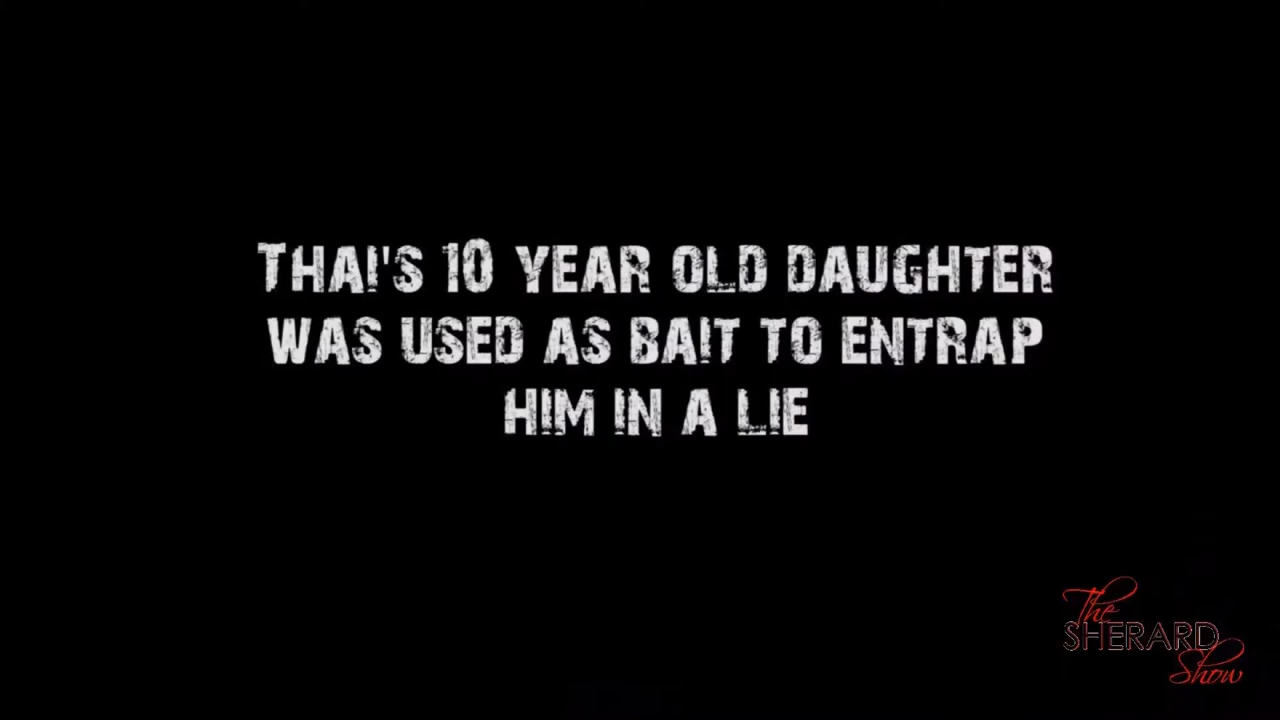 THAI'S 10 YEAR OLD DAUGHTER
WAS USED AS BAIT TO ENTRAP
HIM IN A LIE
The
SHERARD
Show